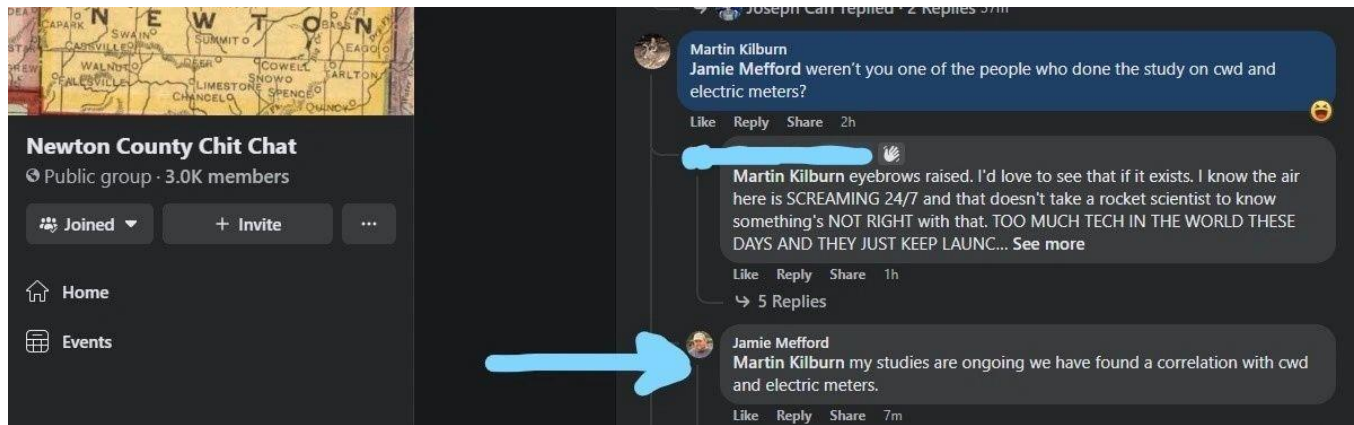 NEWTON
CAPARK
SWAIN
SUMMIT
BASS
CASSVILLE
EAGO
WALNUT
DEER
COWELL
SNOWO
TARLTON
FALLSVILLE
LIMESTONE
SPENCE
CHANCEL
Newton County Chit Chat
Public group · 3.0K members
Joined
+ Invite
...
Home
Events
Joseph Carr replied · 2 Replies 37m
Martin Kilburn
Jamie Mefford weren't you one of the people who done the study on cwd and
electric meters?
Like Reply Share 2h
Martin Kilburn eyebrows raised. I'd love to see that if it exists. I know the air
here is SCREAMING 24/7 and that doesn't take a rocket scientist to know
something's NOT RIGHT with that. TOO MUCH TECH IN THE WORLD THESE
DAYS AND THEY JUST KEEP LAUNC... See more
Like Reply Share 1h
5 Replies
Jamie Mefford
Martin Kilburn my studies are ongoing we have found a correlation with cwd
and electric meters.
Like Reply Share 7m